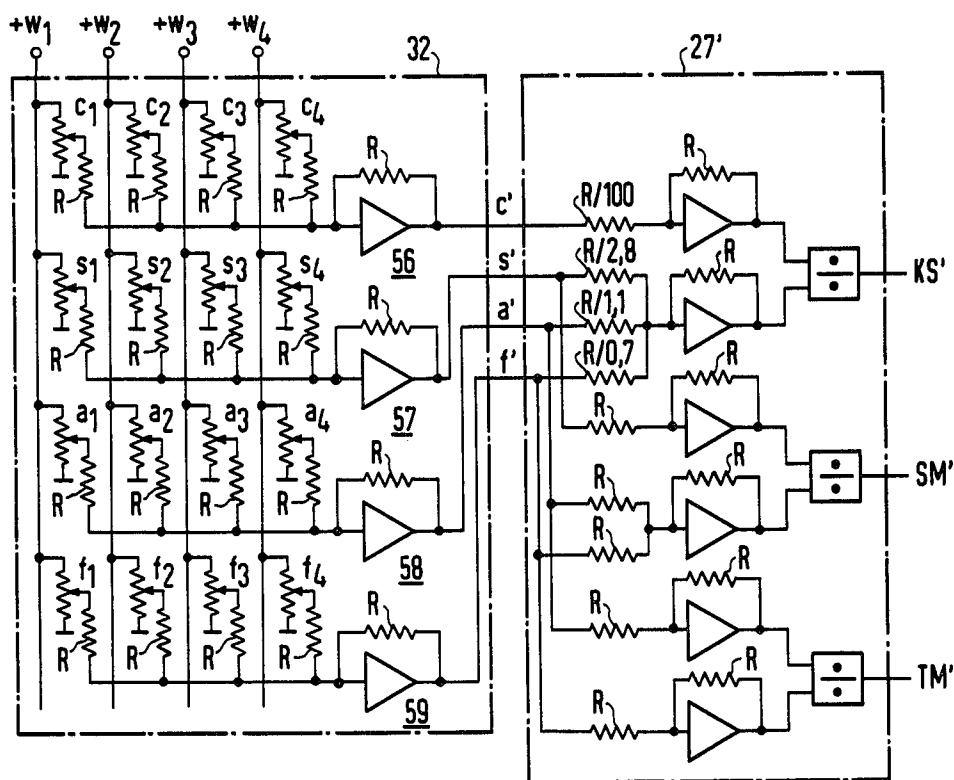 +W1 +W2 +W3 +W4
32
27'
c1 c2 c3 c4
R R R R
R
c'
56
R/100
R
KS'
s1 s2 s3 s4
R R R R
R
s'
57
R/2,8
R/1,1
R/0,7
R
a'
f'
R
R
SM'
a1 a2 a3 a4
R R R R
R
58
R
R
R
f1 f2 f3 f4
R R R R
R
59
R
R
R
R
TM'